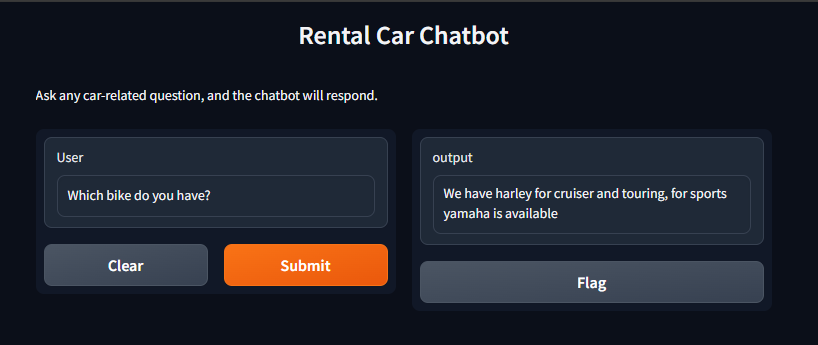 Rental Car Chatbot
Ask any car-related question, and the chatbot will respond.
User
Which bike do you have?
Clear
Submit
output
We have harley for cruiser and touring, for sports
yamaha is available
Flag